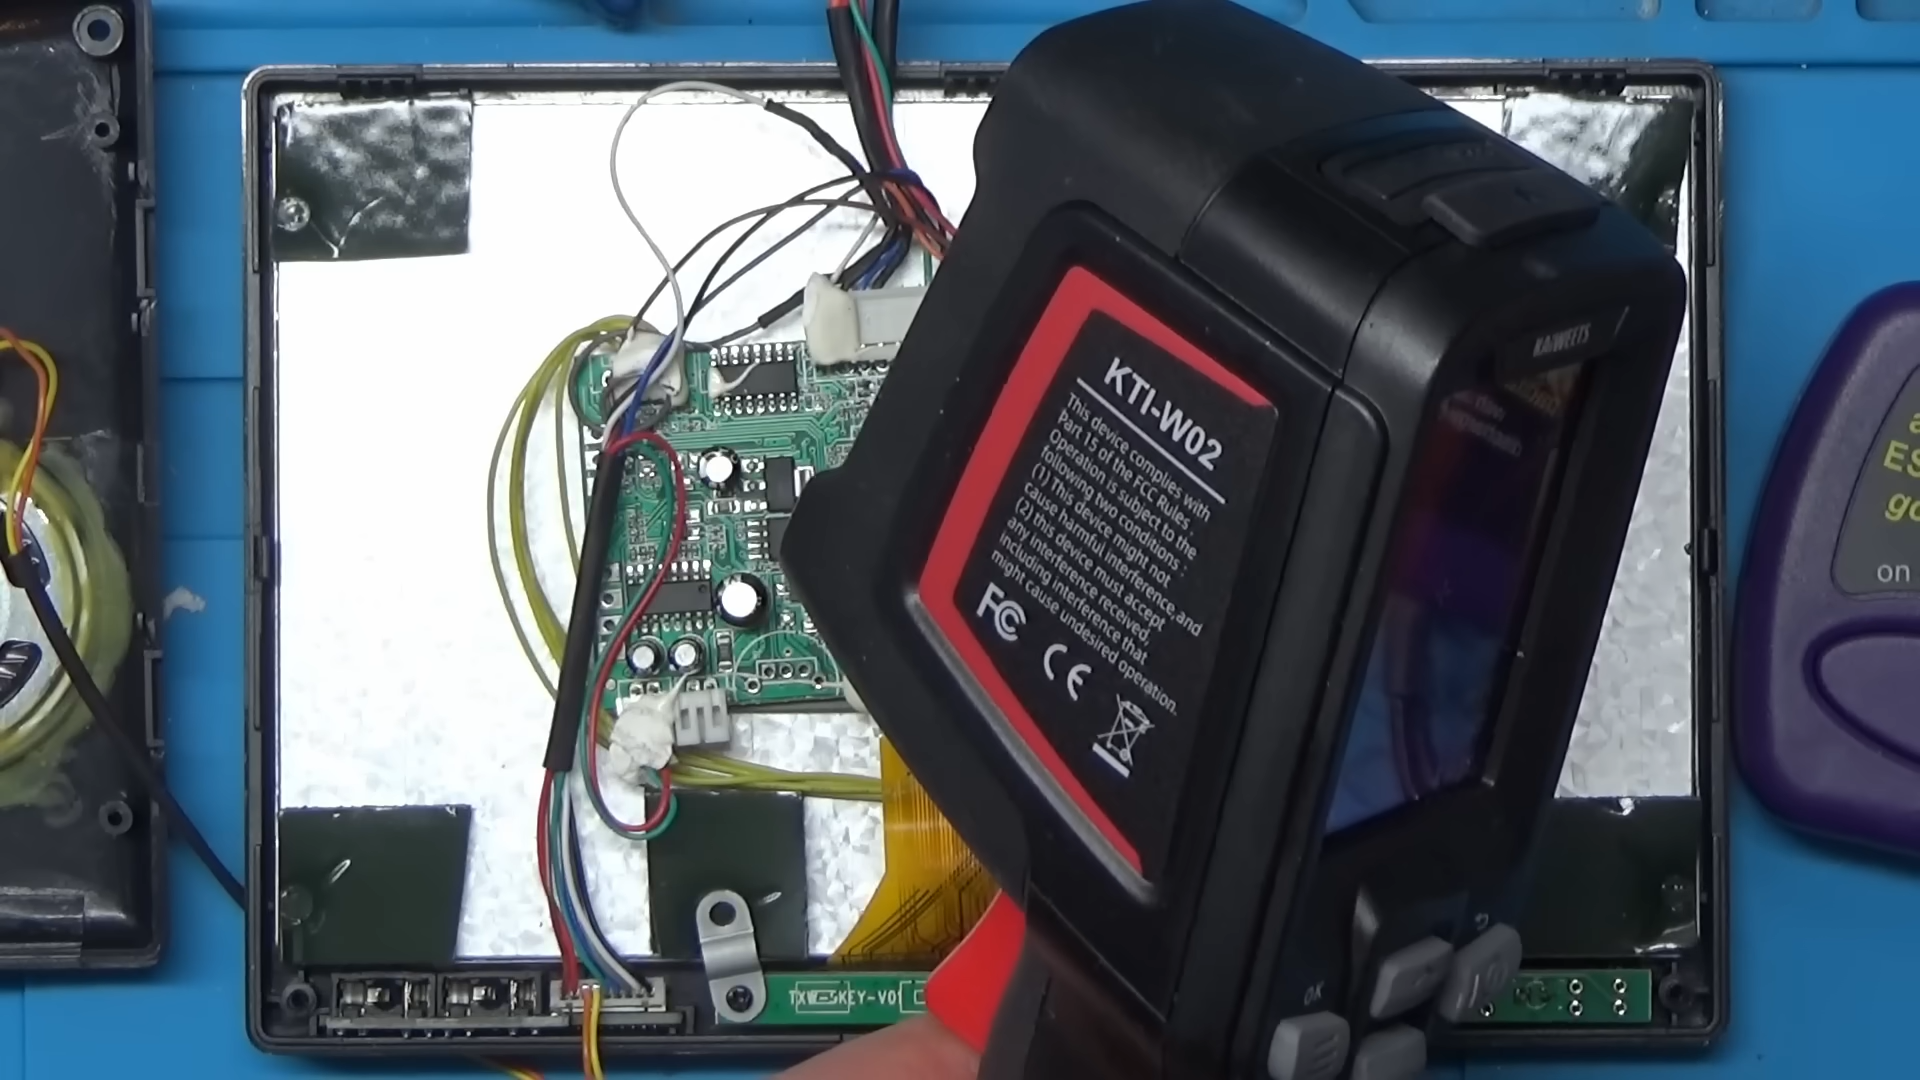 KAIWEETS
KTI-W02
This device complies with
Part 15 of the FCC Rules .
Operation is subject to the
following two conditions :
(1) This device might not
cause harmful interference,and
(2) this device must accept
any interference received,
including interference that
might cause undesired operation.
FC
CE
a
ES
go
on
OK
KEY-V0